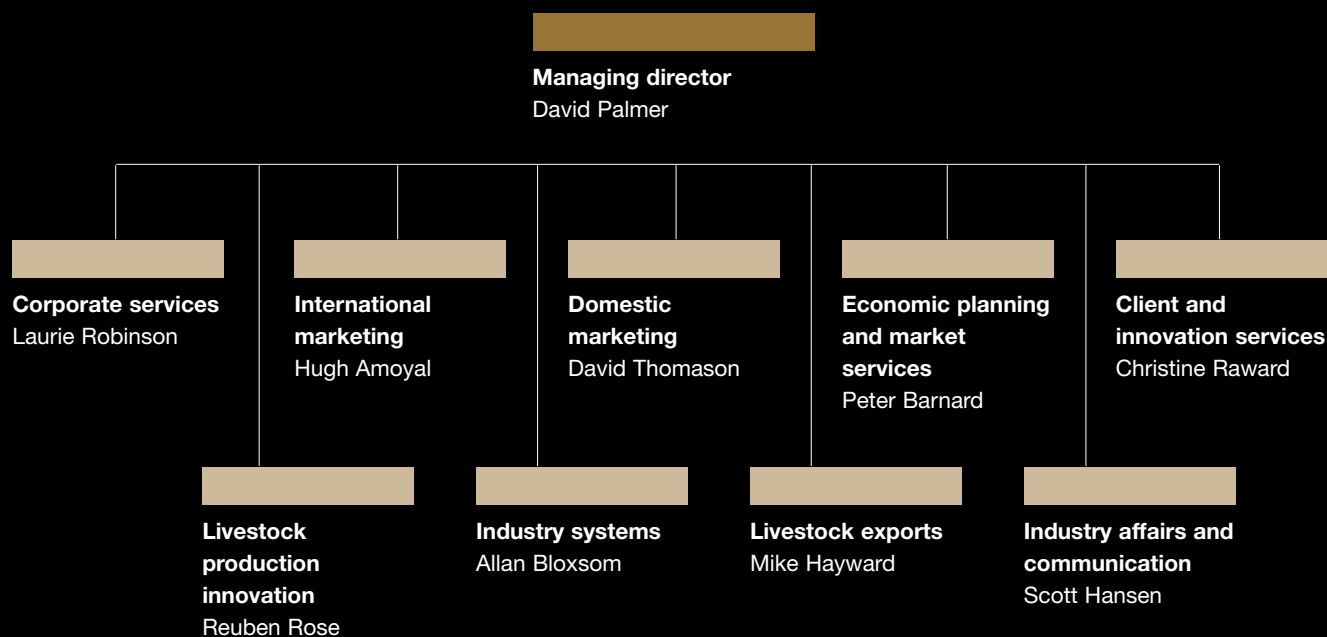 Managing director
David Palmer
Corporate services
Laurie Robinson
International
marketing
Hugh Amoyal
Domestic
marketing
David Thomason
Economic planning
and market
services
Peter Barnard
Client and
innovation services
Christine Raward
Livestock
production
innovation
Reuben Rose
Industry systems
Allan Bloxsom
Livestock exports
Mike Hayward
Industry affairs and
communication
Scott Hansen